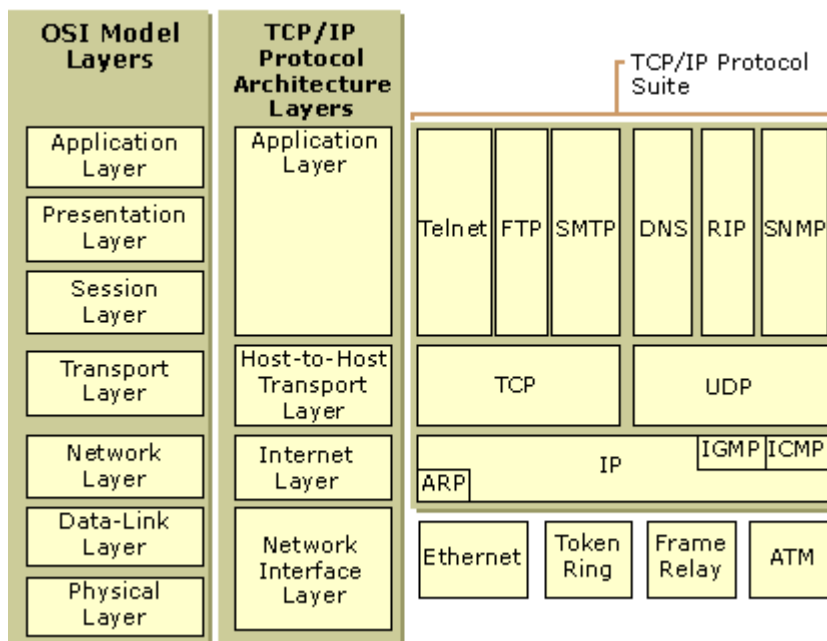 OSI Model
Layers
Application
Layer
Presentation
Layer
Session
Layer
Transport
Layer
Network
Layer
Data-Link
Layer
Physical
Layer
TCP/IP
Protocol
Architecture
Layers
Application
Layer
Host-to-Host
Transport
Layer
Internet
Layer
Network
Interface
Layer
TCP/IP Protocol
Suite
Telnet
FTP
SMTP
DNS
RIP
SNMP
TCP
UDP
IP
IGMP
ICMP
ARP
Ethernet
Token
Ring
Frame
Relay
ATM